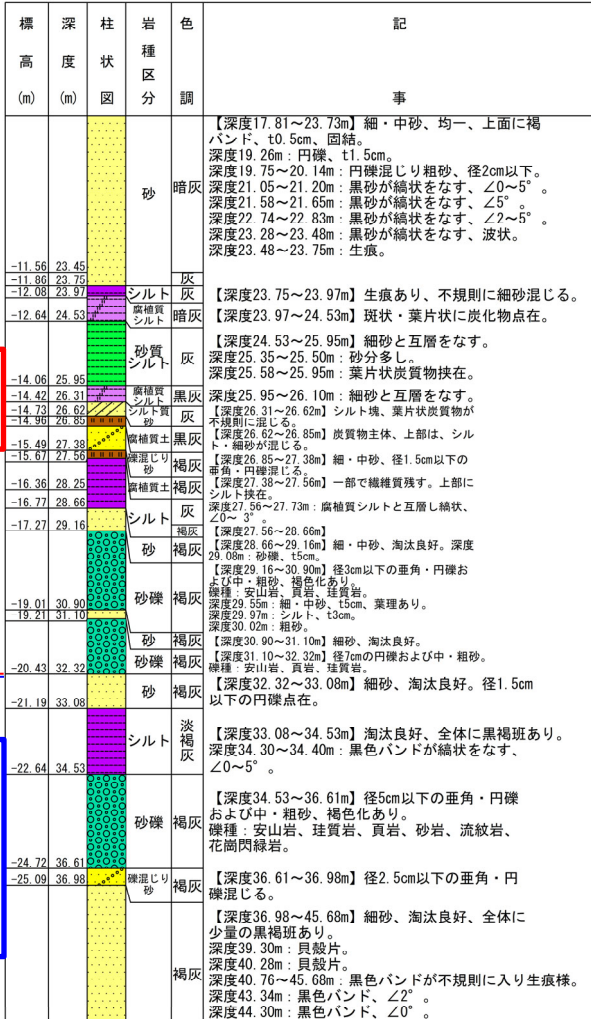 標高(m) 深度(m) 柱状図 岩種区分 色調 記事
砂 暗灰
【深度17.81～23.73m】細・中砂、均一、上面に褐
バンド、t0.5cm、固結。
深度19.26m：円礫、t1.5cm。
深度19.75～20.14m：円礫混じり粗砂、径2cm以下。
深度21.05～21.20m：黒砂が縞状をなす、∠0～5°。
深度21.58～21.65m：黒砂が縞状をなす、∠5°。
深度22.74～22.83m：黒砂が縞状をなす、∠2～5°。
深度23.28～23.48m：黒砂が縞状をなす、波状。
深度23.48～23.75m：生痕。
-11.56 23.45
-11.86 23.75 灰
-12.08 23.97 シルト 灰
【深度23.75～23.97m】生痕あり、不規則に細砂混じる。
-12.64 24.53 腐植質シルト 暗灰
【深度23.97～24.53m】斑状・葉片状に炭化物点在。
砂質シルト 灰
【深度24.53～25.95m】細砂と互層をなす。
深度25.35～25.50m：砂分多し。
深度25.58～25.95m：葉片状炭質物挟在。
-14.06 25.95
-14.42 26.31 腐植質シルト 黒灰
深度25.95～26.10m：細砂と互層をなす。
-14.73 26.62 シルト質砂 灰
【深度26.31～26.62m】シルト塊、葉片状炭質物が
不規則に混じる。
-14.96 26.85 腐植質土 黒灰
【深度26.62～26.85m】炭質物主体、上部は、シル
ト・細砂が混じる。
-15.49 27.38 礫混じり砂 褐灰
【深度26.85～27.38m】細・中砂、径1.5cm以下の
亜角・円礫混じる。
-15.67 27.56 腐植質土 褐灰
【深度27.38～27.56m】一部で繊維質残す。上部に
シルト挟在。
-16.36 28.25 シルト 灰
深度27.56～27.73m：腐植質シルトと互層し縞状、
∠0～ 3°。
-16.77 28.66 褐灰
【深度27.56～28.66m】
-17.27 29.16 砂 褐灰
【深度28.66～29.16m】細・中砂、淘汰良好。深度
29.08m：砂礫、t5cm。
砂礫 褐灰
【深度29.16～30.90m】径3cm以下の亜角・円礫お
よび中・粗砂、褐色化あり。
礫種：安山岩、頁岩、珪質岩。
深度29.55m：細・中砂、t5cm、葉理あり。
深度29.97m：シルト、t3cm。
深度30.02m：粗砂。
-19.01 30.90
-19.21 31.10 砂 褐灰
【深度30.90～31.10m】細砂、淘汰良好。
砂礫 褐灰
【深度31.10～32.32m】径7cmの円礫および中・粗砂。
礫種：安山岩、頁岩、珪質岩。
-20.43 32.32
砂 褐灰
【深度32.32～33.08m】細砂、淘汰良好。径1.5cm
以下の円礫点在。
-21.19 33.08
シルト 淡褐灰
【深度33.08～34.53m】淘汰良好、全体に黒褐斑あり。
深度34.30～34.40m：黒色バンドが縞状をなす、
∠0～5°。
-22.64 34.53
砂礫 褐灰
【深度34.53～36.61m】径5cm以下の亜角・円礫
および中・粗砂、褐色化あり。
礫種：安山岩、珪質岩、頁岩、砂岩、流紋岩、
花崗閃緑岩。
-24.72 36.61
-25.09 36.98 礫混じり砂 褐灰
【深度36.61～36.98m】径2.5cm以下の亜角・円
礫混じる。
褐灰
【深度36.98～45.68m】細砂、淘汰良好、全体に
少量の黒褐斑あり。
深度39.30m：貝殻片。
深度40.28m：貝殻片。
深度40.76～45.68m：黒色バンドが不規則に入り生痕様。
深度43.34m：黒色バンド、∠2°。
深度44.30m：黒色バンド、∠0°。